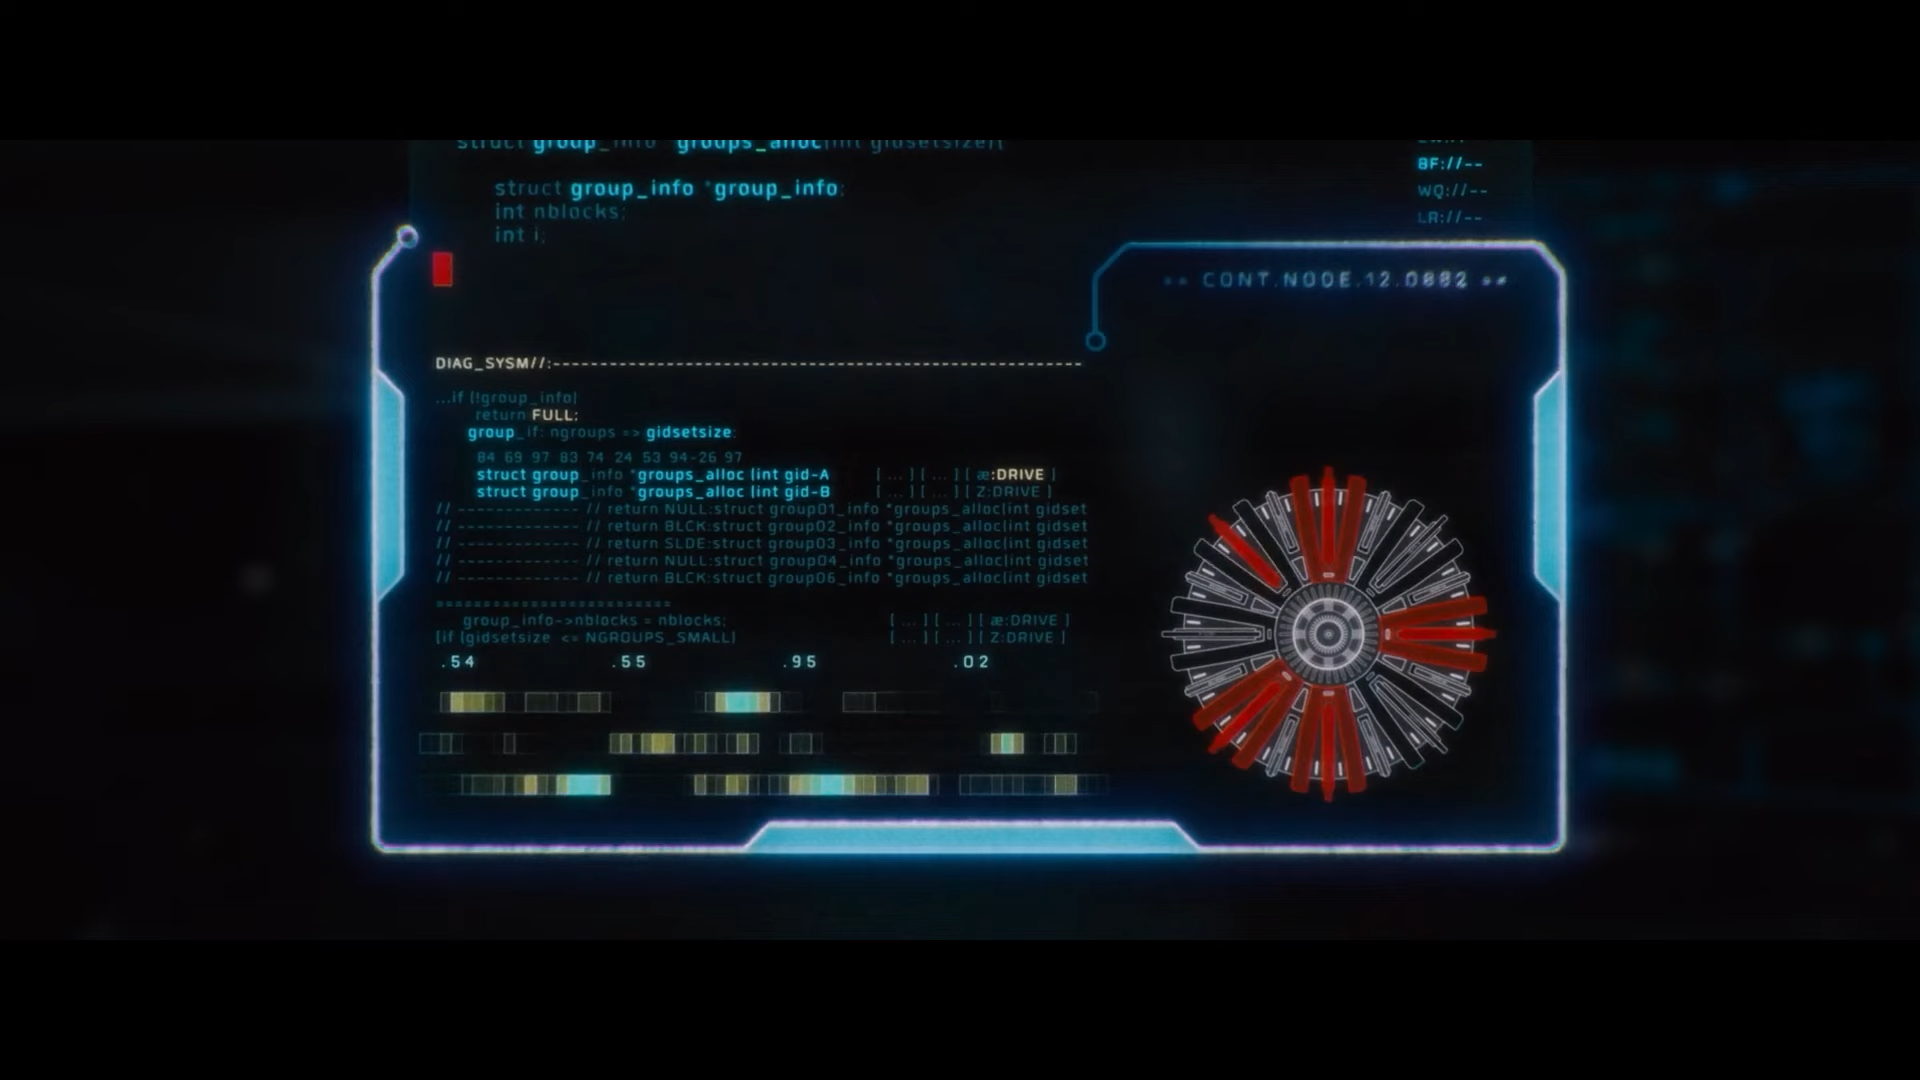 struct group_info *groups_alloc(int gidsetsize){
BF://--
struct group_info *group_info;
WQ://--
int nblocks;
LR://--
int i;
** CONT.NODE.12.0882 **
DIAG_SYSM//:------------------------------------------------------------------
...if (!group_info)
return FULL:
group_if: ngroups => gidsetsize:
84 69 97 83 74 24 53 94-26 97
struct group_info *groups_alloc (int gid-A [ ... ] [ ... ] [ æ:DRIVE ]
struct group_info *groups_alloc (int gid-B [ ... ] [ ... ] [ Z:DRIVE ]
// ------------- // return NULL:struct group01_info *groups_alloc(int gidset
// ------------- // return BLCK:struct group02_info *groups_alloc(int gidset
// ------------- // return SLDE:struct group03_info *groups_alloc(int gidset
// ------------- // return NULL:struct group04_info *groups_alloc(int gidset
// ------------- // return BLCK:struct group06_info *groups_alloc(int gidset
=========================
group_info->nblocks = nblocks; [ ... ] [ ... ] [ æ:DRIVE ]
(if (gidsetsize <= NGROUPS_SMALL) [ ... ] [ ... ] [ Z:DRIVE ]
.54 .55 .95 .02